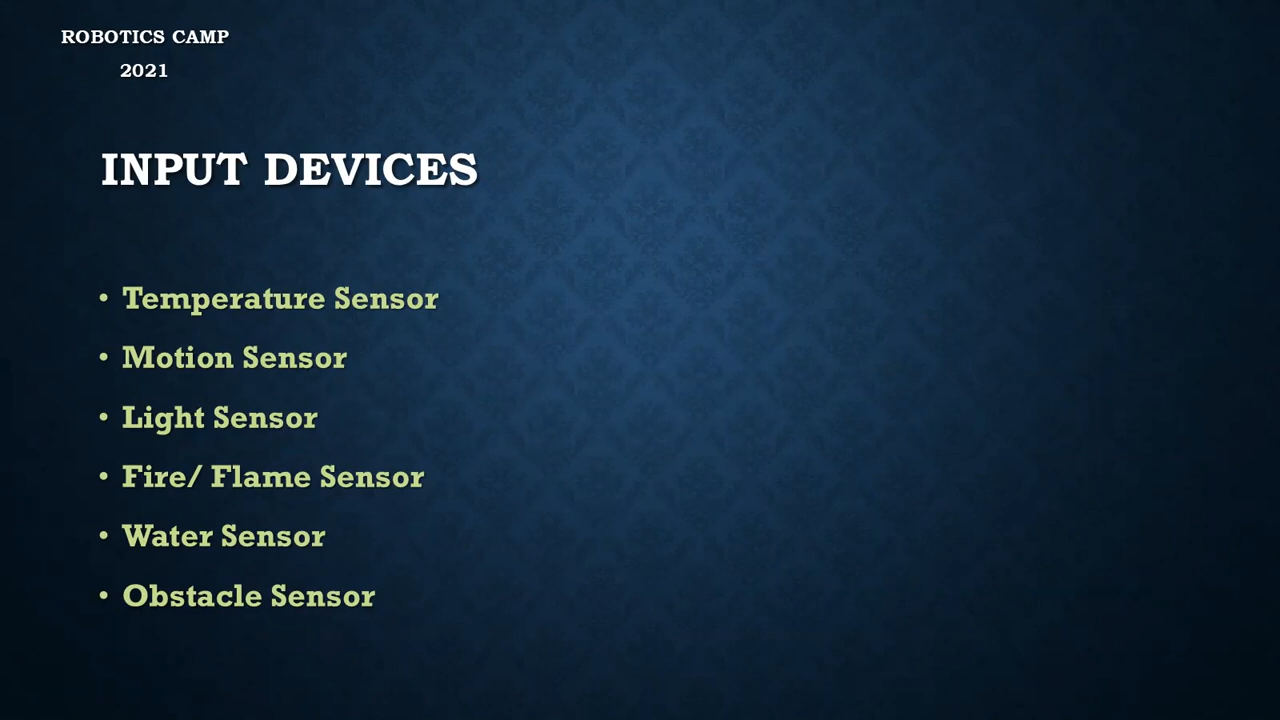 ROBOTICS CAMP
2021
INPUT DEVICES
• Temperature Sensor
• Motion Sensor
• Light Sensor
• Fire/ Flame Sensor
• Water Sensor
• Obstacle Sensor